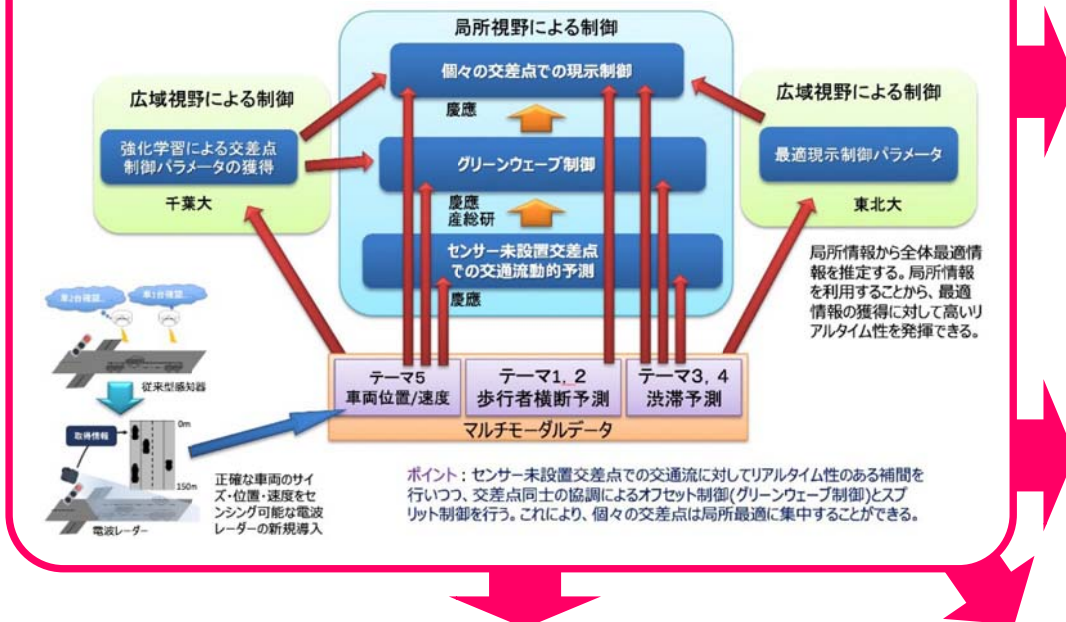 局所視野による制御
個々の交差点での現示制御
慶應
グリーンウェーブ制御
慶應
産総研
センサー未設置交差点
での交通流動的予測
慶應
広域視野による制御
強化学習による交差点
制御パラメータの獲得
千葉大
広域視野による制御
最適現示制御パラメータ
東北大
局所情報から全体最適情
報を推定する。局所情報
を利用することから、最適
情報の獲得に対して高いリ
アルタイム性を発揮できる。
車2台確認...
車1台確認...
従来型感知器
取得情報
0m
150m
電波レーダー
正確な車両のサイ
ズ・位置・速度をセ
ンシング可能な電波
レーダーの新規導入
テーマ5
車両位置/速度
テーマ1, 2
歩行者横断予測
テーマ3, 4
渋滞予測
マルチモーダルデータ
ポイント：センサー未設置交差点での交通流に対してリアルタイム性のある補間を
行いつつ、交差点同士の協調によるオフセット制御(グリーンウェーブ制御)とスプ
リット制御を行う。これにより、個々の交差点は局所最適に集中することができる。